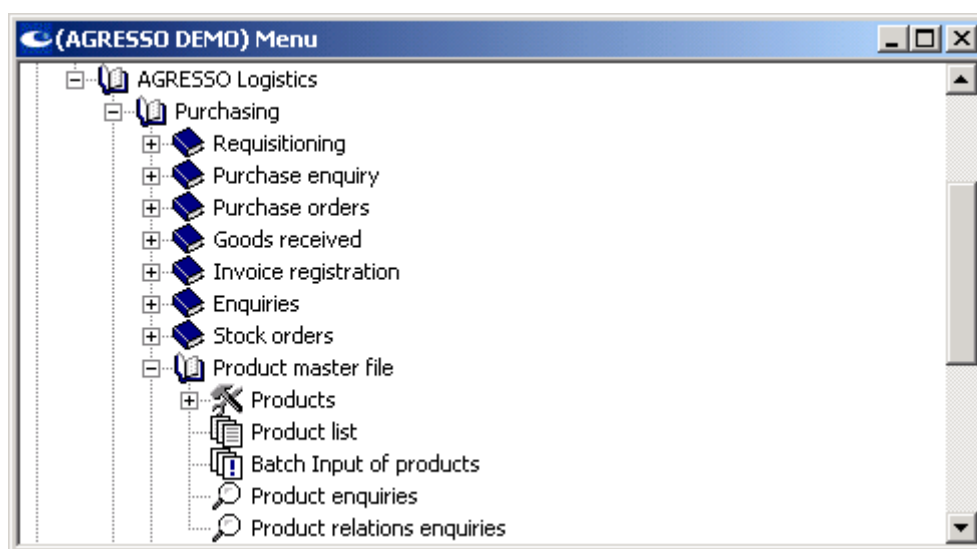 (AGRESSO DEMO) Menu
AGRESSO Logistics
Purchasing
Requisitioning
Purchase enquiry
Purchase orders
Goods received
Invoice registration
Enquiries
Stock orders
Product master file
Products
Product list
Batch Input of products
Product enquiries
Product relations enquiries